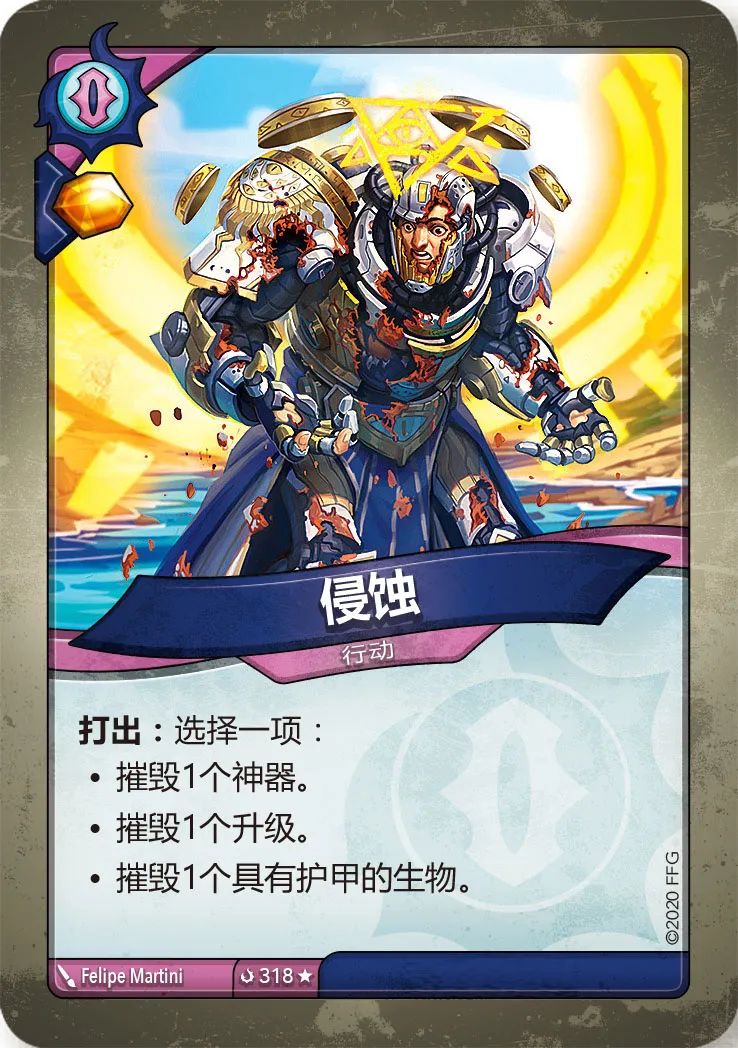 侵蚀
行动
打出：选择一项：
• 摧毁1个神器。
• 摧毁1个升级。
• 摧毁1个具有护甲的生物。
©2020 FFG
Felipe Martini
318